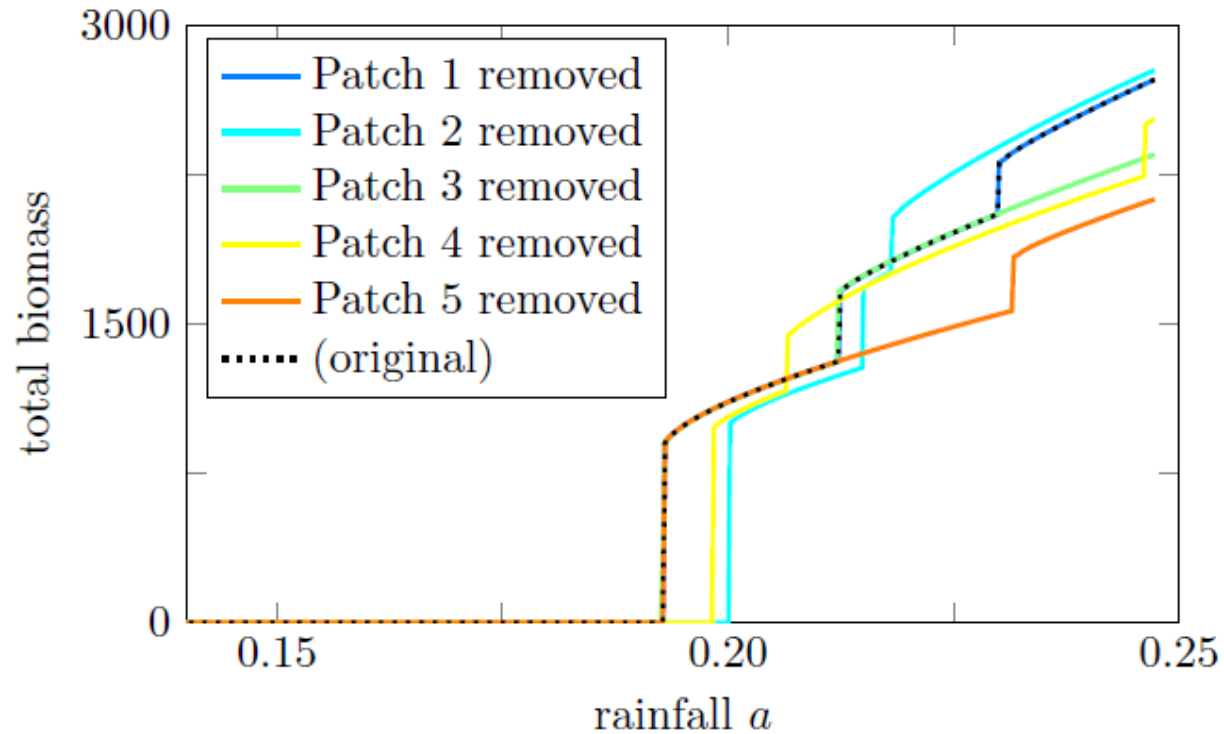 3000
Patch 1 removed
Patch 2 removed
Patch 3 removed
Patch 4 removed
Patch 5 removed
(original)
total biomass
1500
0
0.15
0.20
0.25
rainfall a